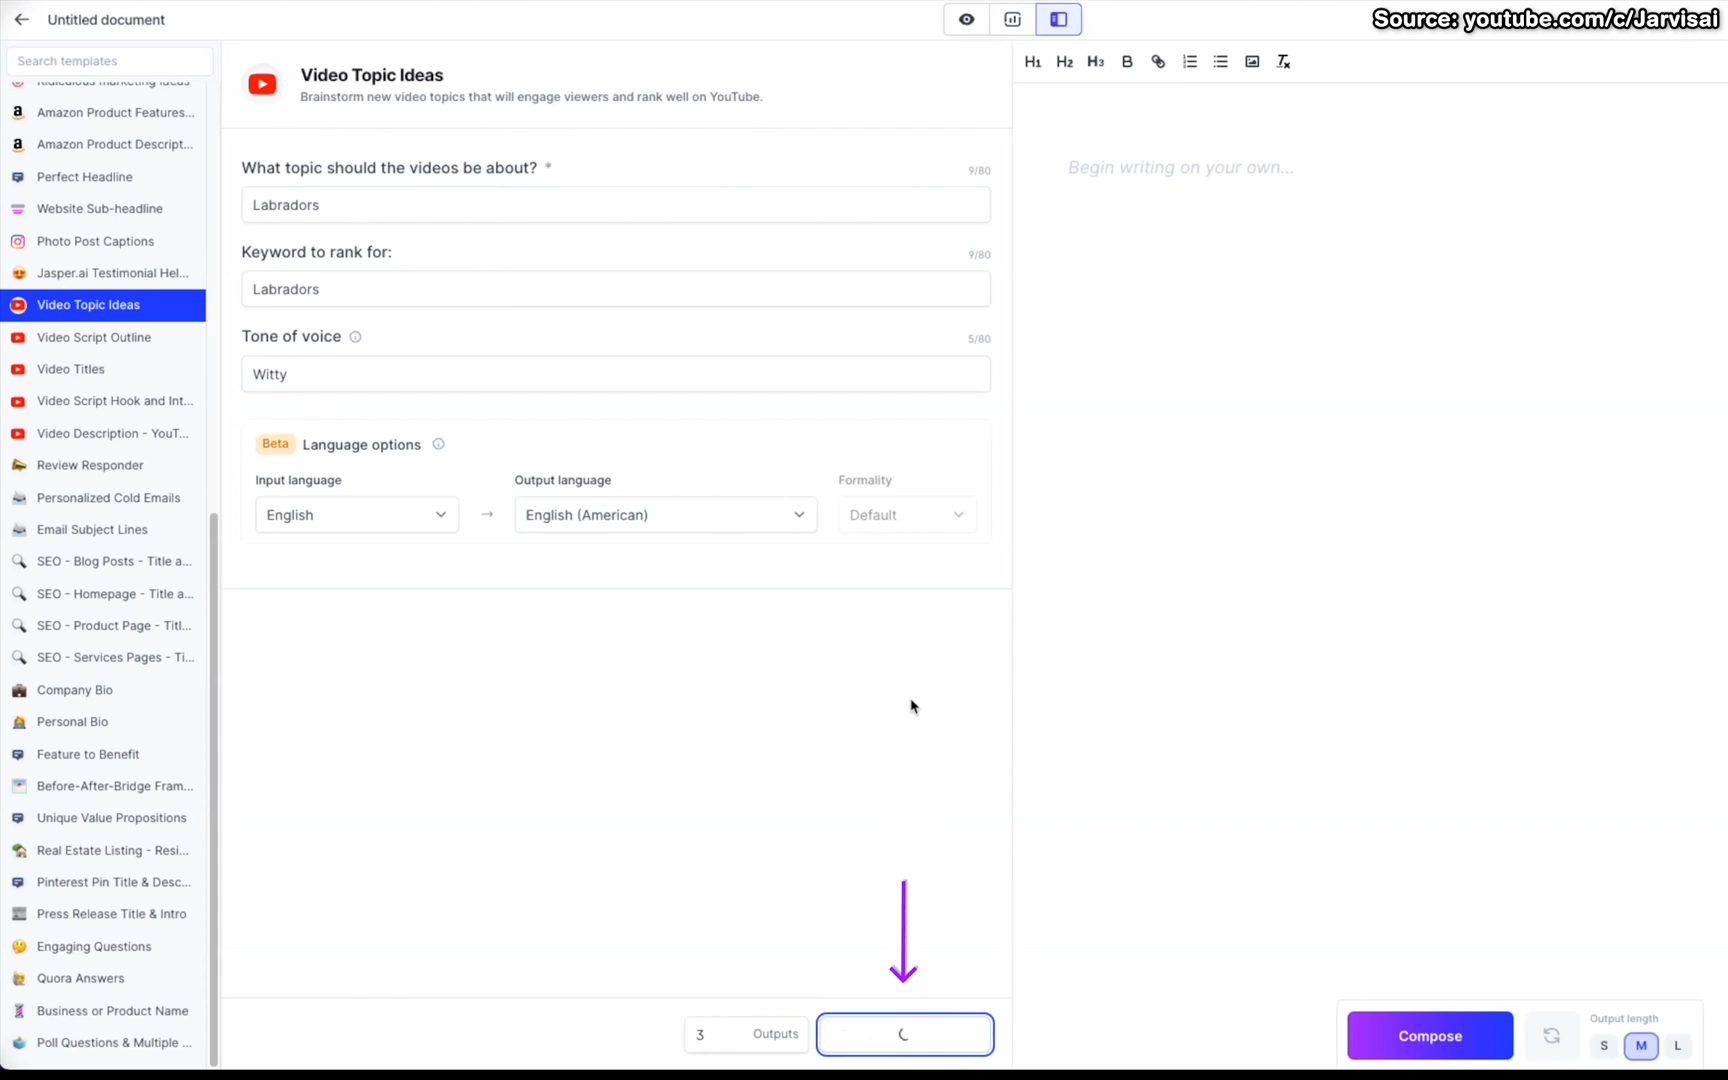 Untitled document
Source: youtube.com/c/Jarvisai
Search templates
Ridiculous Marketing Ideas
Amazon Product Features...
Amazon Product Descript...
Perfect Headline
Website Sub-headline
Photo Post Captions
Jasper.ai Testimonial Hel...
Video Topic Ideas
Video Script Outline
Video Titles
Video Script Hook and Int...
Video Description - YouT...
Review Responder
Personalized Cold Emails
Email Subject Lines
SEO - Blog Posts - Title a...
SEO - Homepage - Title a...
SEO - Product Page - Titl...
SEO - Services Pages - Ti...
Company Bio
Personal Bio
Feature to Benefit
Before-After-Bridge Fram...
Unique Value Propositions
Real Estate Listing - Resi...
Pinterest Pin Title & Desc...
Press Release Title & Intro
Engaging Questions
Quora Answers
Business or Product Name
Poll Questions & Multiple ...
Video Topic Ideas
Brainstorm new video topics that will engage viewers and rank well on YouTube.
What topic should the videos be about? *
9/80
Labradors
Keyword to rank for:
9/80
Labradors
Tone of voice
5/80
Witty
Beta Language options
Input language
Output language
Formality
English
English (American)
Default
3 Outputs
H1 H2 H3 B
Begin writing on your own...
Compose
Output length
S M L